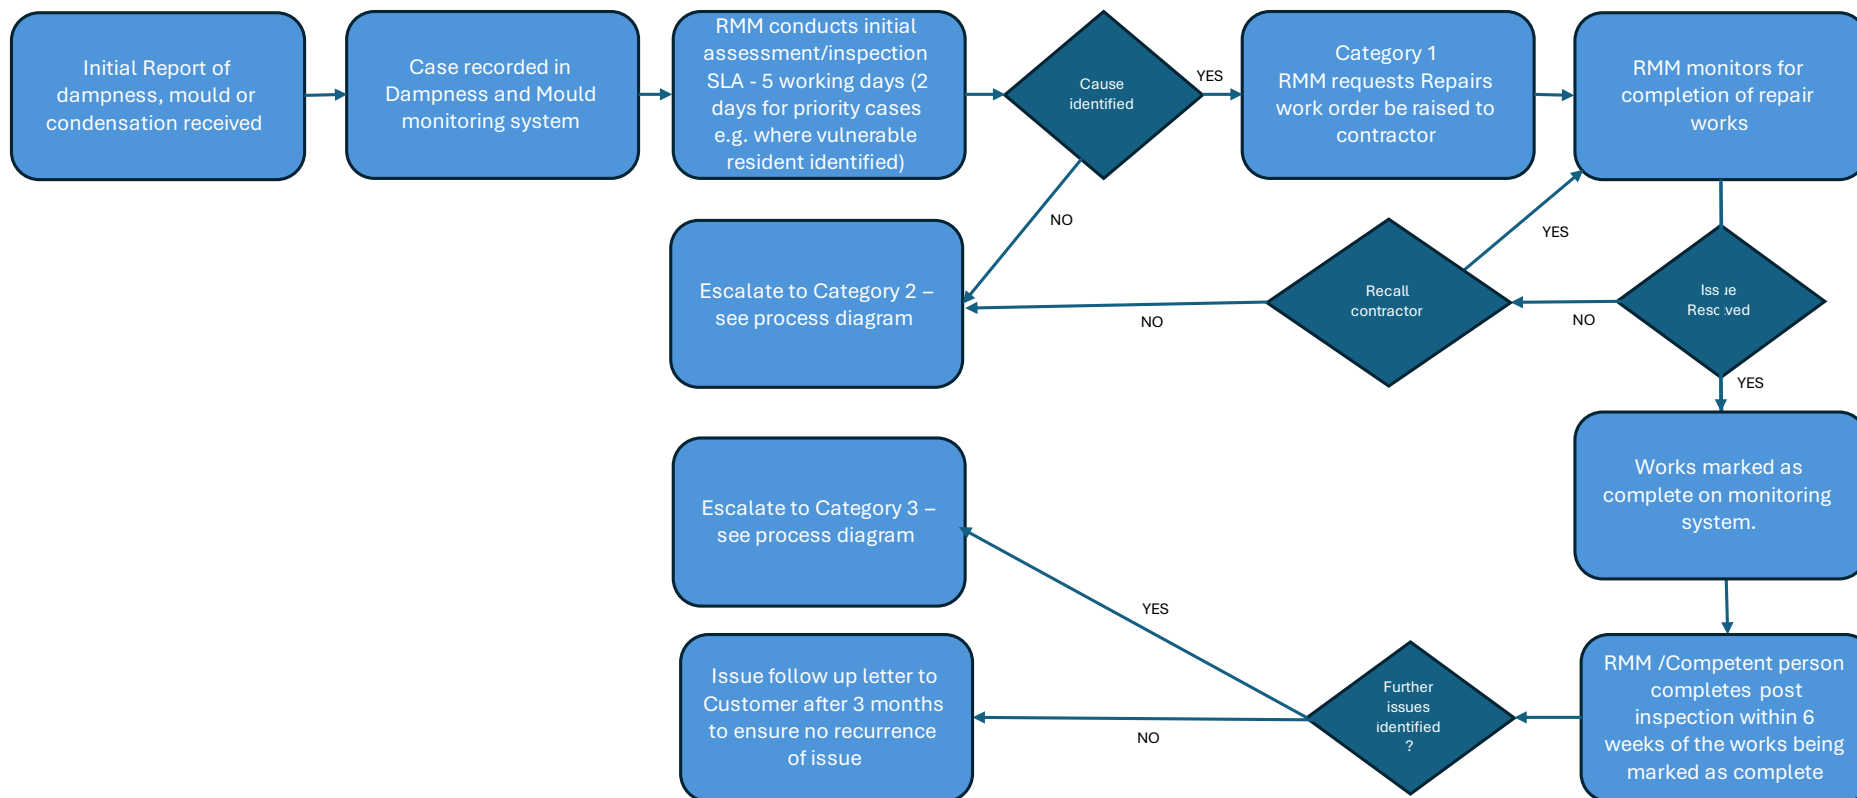 Initial Report of
dampness, mould or
condensation received
Case recorded in
Dampness and Mould
monitoring system
RMM conducts initial
assessment/inspection
SLA - 5 working days (2
days for priority cases
e.g. where vulnerable
resident identified)
Cause
identified
YES
Category 1
RMM requests Repairs
work order be raised to
contractor
RMM monitors for
completion of repair
works
NO
Escalate to Category 2 –
see process diagram
NO
Recall
contractor
YES
NO
Issue
Resolved
YES
Works marked as
complete on monitoring
system.
Escalate to Category 3 –
see process diagram
YES
Issue follow up letter to
Customer after 3 months
to ensure no recurrence
of issue
NO
Further
issues
identified
?
RMM /Competent person
completes post
inspection within 6
weeks of the works being
marked as complete